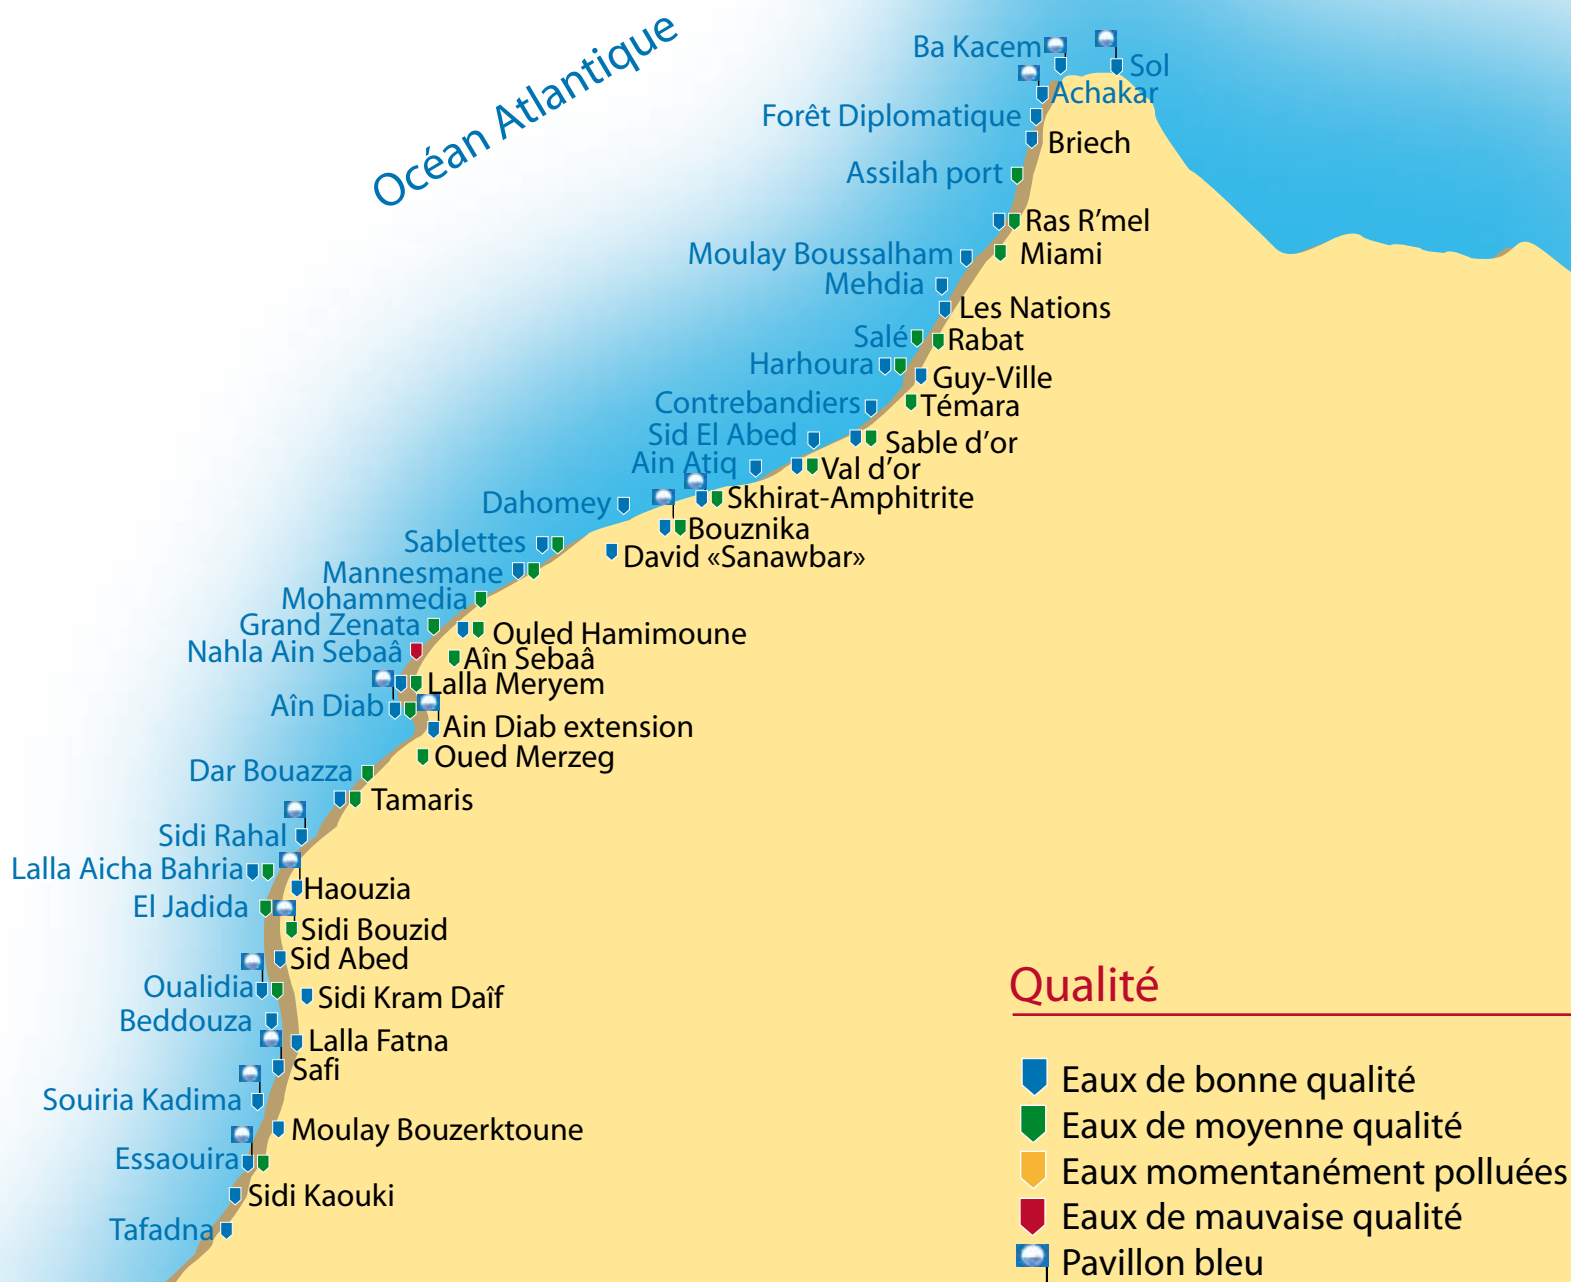 Océan Atlantique
Ba Kacem
Sol
Achakar
Forêt Diplomatique
Briech
Assilah port
Ras R’mel
Moulay Boussalham
Miami
Mehdia
Les Nations
Salé
Rabat
Harhoura
Guy-Ville
Contrebandiers
Témara
Sid El Abed
Sable d’or
Ain Atiq
Val d’or
Dahomey
Skhirat-Amphitrite
Bouznika
Sablettes
David «Sanawbar»
Mannesmane
Mohammedia
Grand Zenata
Ouled Hamimoune
Nahla Ain Sebaâ
Aîn Sebaâ
Lalla Meryem
Aîn Diab
Ain Diab extension
Oued Merzeg
Dar Bouazza
Tamaris
Sidi Rahal
Lalla Aicha Bahria
Haouzia
El Jadida
Sidi Bouzid
Sid Abed
Oualidia
Sidi Kram Daîf
Beddouza
Lalla Fatna
Safi
Souiria Kadima
Moulay Bouzerktoune
Essaouira
Sidi Kaouki
Tafadna
Qualité
Eaux de bonne qualité
Eaux de moyenne qualité
Eaux momentanément polluées
Eaux de mauvaise qualité
Pavillon bleu